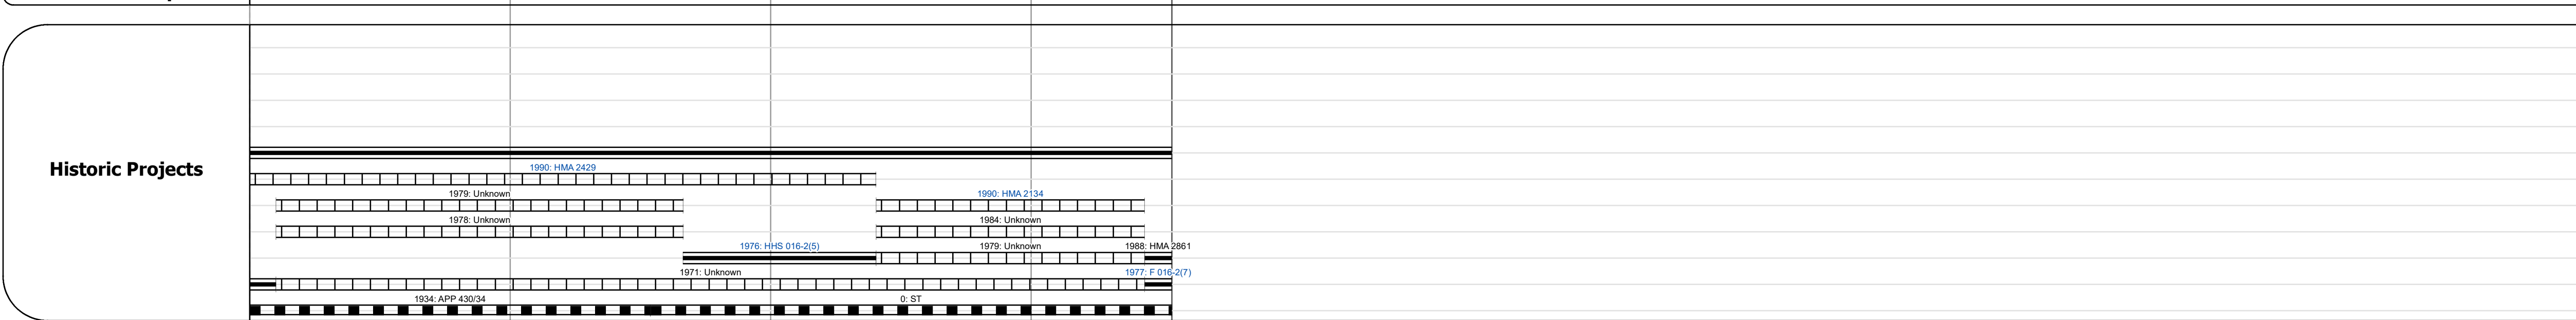 Historic Projects
1990: HMA 2429
1979: Unknown
1990: HMA 2134
1978: Unknown
1984: Unknown
1976: HHS 016-2(5)
1979: Unknown
1988: HMA 2861
1971: Unknown
1977: F 016-2(7)
1934: APP 430/34
0: ST